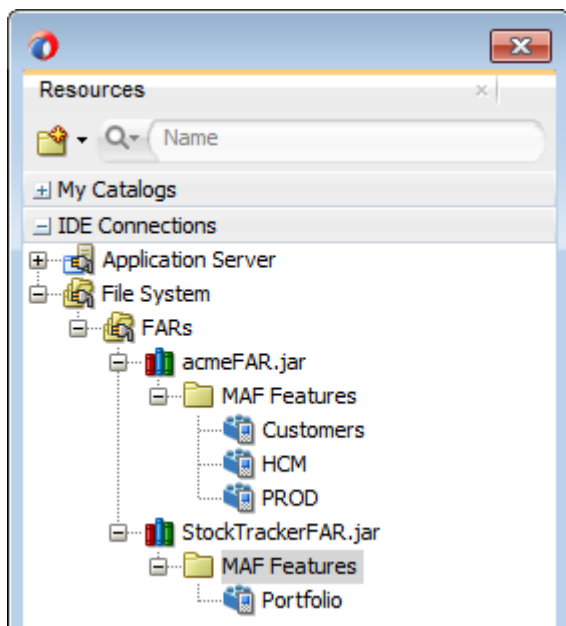 Resources
Name
My Catalogs
IDE Connections
Application Server
File System
FARs
acmeFAR.jar
MAF Features
Customers
HCM
PROD
StockTrackerFAR.jar
MAF Features
Portfolio